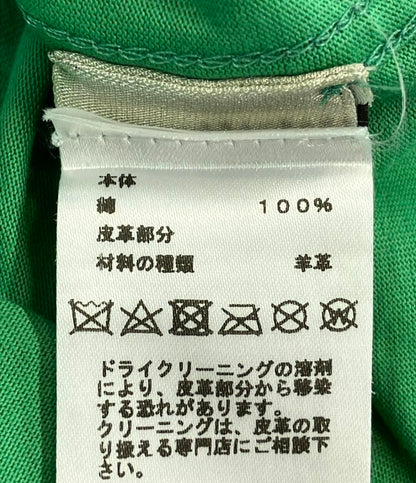 本体
綿 100%
皮革部分
材料の種類 羊革
ドライクリーニングの溶剤
により、皮革部分から移染
する恐れがあります。
クリーニングは、皮革の取
り扱える専門店にご相談下
さい。